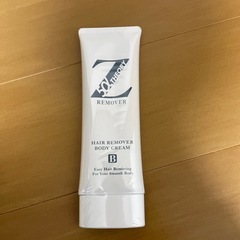 Z
REMOVER
HAIR REMOVER
BODY CREAM
B
Easy Hair Removing
For Your Smooth Body